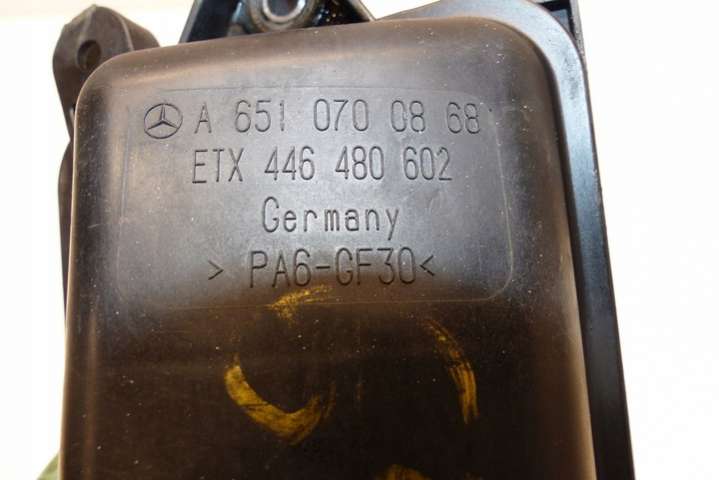 A 651 070 08 68
ETX 446 480 602
Germany
> PA6-GF30<